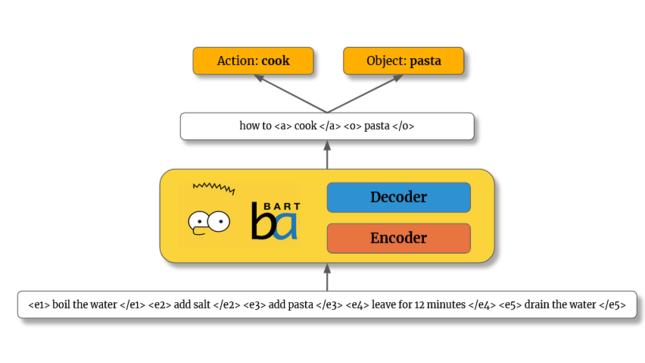 Action: cook
Object: pasta
how to <a> cook </a> <o> pasta </o>
BART
ba
Decoder
Encoder
<e1> boil the water </e1> <e2> add salt </e2> <e3> add pasta </e3> <e4> leave for 12 minutes </e4> <e5> drain the water </e5>